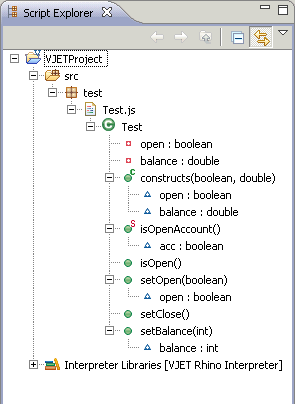 Script Explorer
VJETProject
src
test
Test.js
Test
open : boolean
balance : double
constructs(boolean, double)
open : boolean
balance : double
isOpenAccount()
acc : boolean
isOpen()
setOpen(boolean)
open : boolean
setClose()
setBalance(int)
balance : int
Interpreter Libraries [VJET Rhino Interpreter]